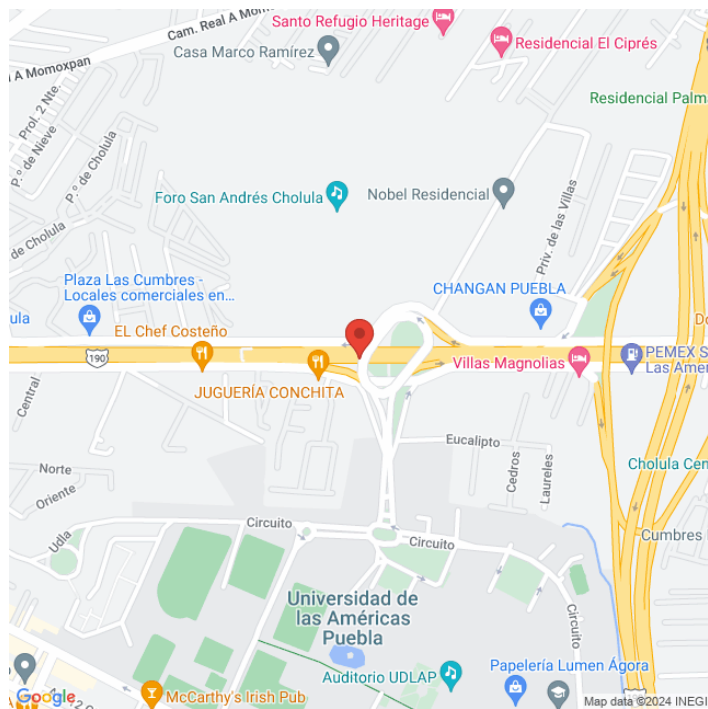 Cam. Real A Momo
Santo Refugio Heritage
Residencial El Ciprés
Casa Marco Ramírez
l A Momoxpan
Prol. 2 Nte.
P.º de Nieve
P.º de Cholula
Residencial Palm
Foro San Andrés Cholula
Nobel Residencial
Priv. de las Villas
de Cholula
Plaza Las Cumbres -
Locales comerciales en...
ula
CHANGAN PUEBLA
EL Chef Costeño
190
JUGUERÍA CONCHITA
Villas Magnolias
Do
PEMEX S
Las Amer
Central
Eucalipto
Cedros
Laureles
Norte
Oriente
Cholula Cen
Udla
Circuito
Circuito
Cumbres
Universidad de
las Américas
Puebla
Circuito
Auditorio UDLAP
Papelería Lumen Ágora
McCarthy's Irish Pub
Google
Map data ©2024 INEGI